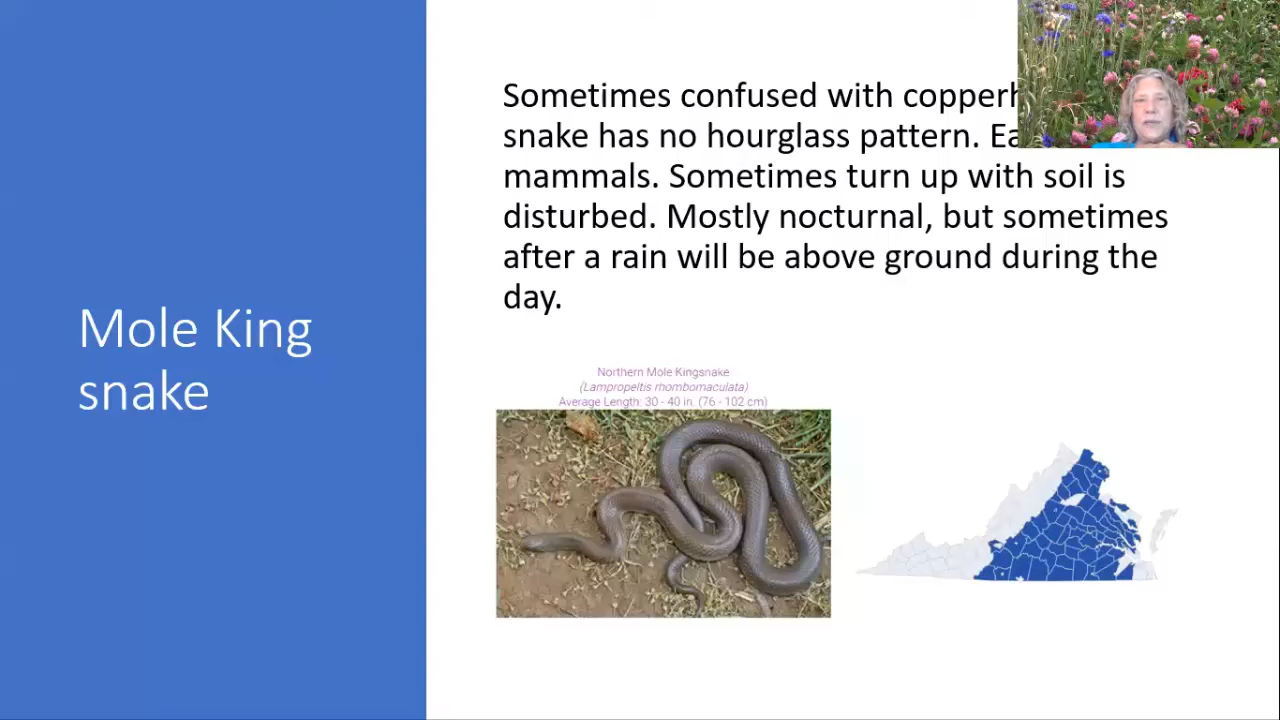 Mole King
snake
Sometimes confused with
snake has no hourglass pattern.
mammals. Sometimes turn up with soil is
disturbed. Mostly nocturnal, but sometimes
after a rain will be above ground during the
day.
Northern Mole Kingsnake
(Lampropeltis rhombomaculata)
Average Length: 30 - 40 in. (76 - 102 cm)